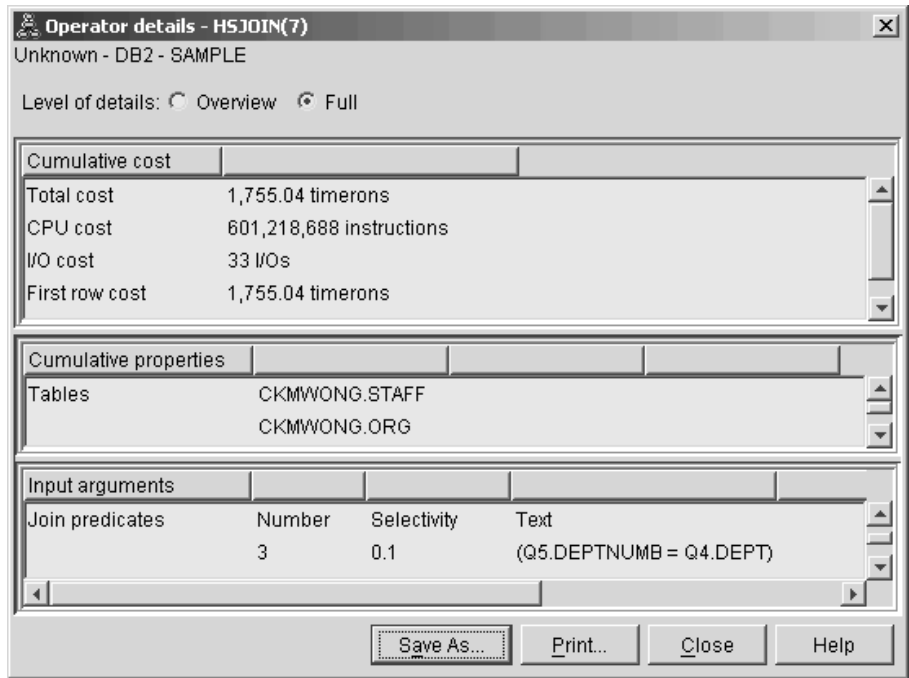 Operator details - HSJOIN(7)
Unknown - DB2 - SAMPLE
Level of details: Overview Full
Cumulative cost
Total cost 1,755.04 timerons
CPU cost 601,218,688 instructions
I/O cost 33 I/Os
First row cost 1,755.04 timerons
Cumulative properties
Tables CKMWONG.STAFF
CKMWONG.ORG
Input arguments
Join predicates Number Selectivity Text
3 0.1 (Q5.DEPTNUMB = Q4.DEPT)
Save As... Print... Close Help